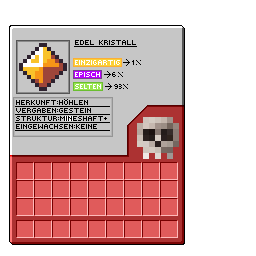 EDEL KRISTALL
EINZIGARTIG→1%
EPISCH→6%
SELTEN→93%
HERKUNFT:HÖHLEN
VERGABEN:GESTEIN
STRUKTUR:MINESHAFT+
EINGEWACHSEN:KEINE